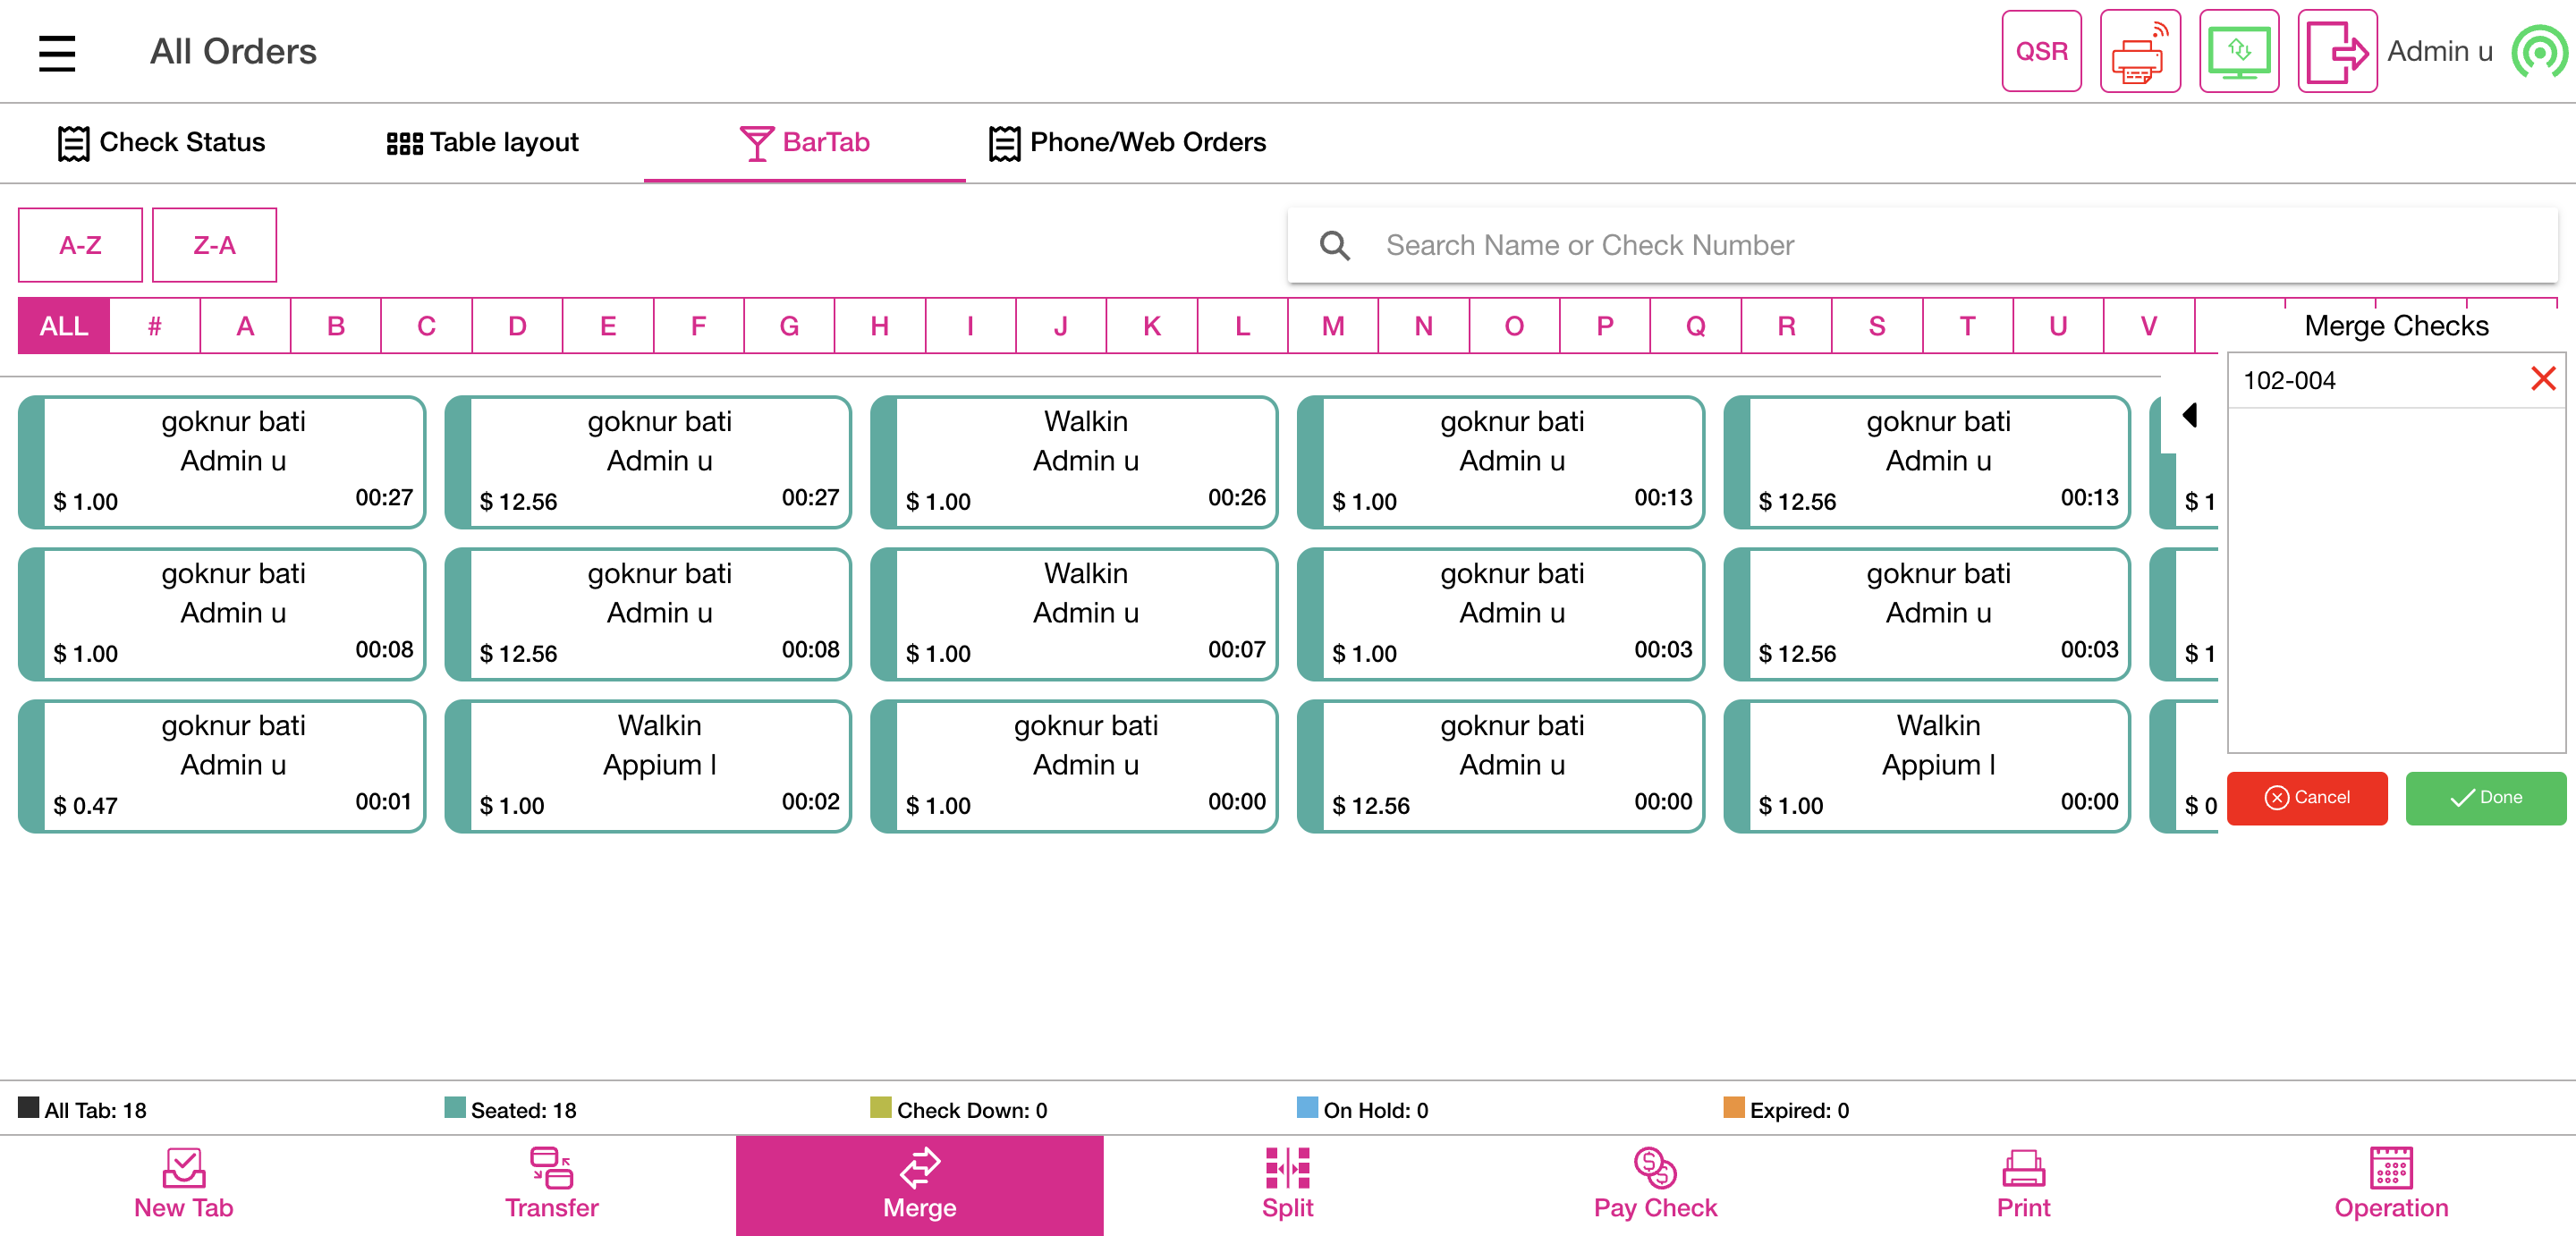 All Orders
QSR
Admin u
Check Status
Table layout
BarTab
Phone/Web Orders
A-Z
Z-A
Search Name or Check Number
ALL # A B C D E F G H I J K L M N O P Q R S T U V
Merge Checks
102-004
goknur bati
Admin u
$ 1.00 00:27
goknur bati
Admin u
$ 12.56 00:27
Walkin
Admin u
$ 1.00 00:26
goknur bati
Admin u
$ 1.00 00:13
goknur bati
Admin u
$ 12.56 00:13
$ 1
goknur bati
Admin u
$ 1.00 00:08
goknur bati
Admin u
$ 12.56 00:08
Walkin
Admin u
$ 1.00 00:07
goknur bati
Admin u
$ 1.00 00:03
goknur bati
Admin u
$ 12.56 00:03
$ 1
goknur bati
Admin u
$ 0.47 00:01
Walkin
Appium l
$ 1.00 00:02
goknur bati
Admin u
$ 1.00 00:00
goknur bati
Admin u
$ 12.56 00:00
Walkin
Appium l
$ 1.00 00:00
$ 0
Cancel
Done
All Tab: 18
Seated: 18
Check Down: 0
On Hold: 0
Expired: 0
New Tab
Transfer
Merge
Split
Pay Check
Print
Operation